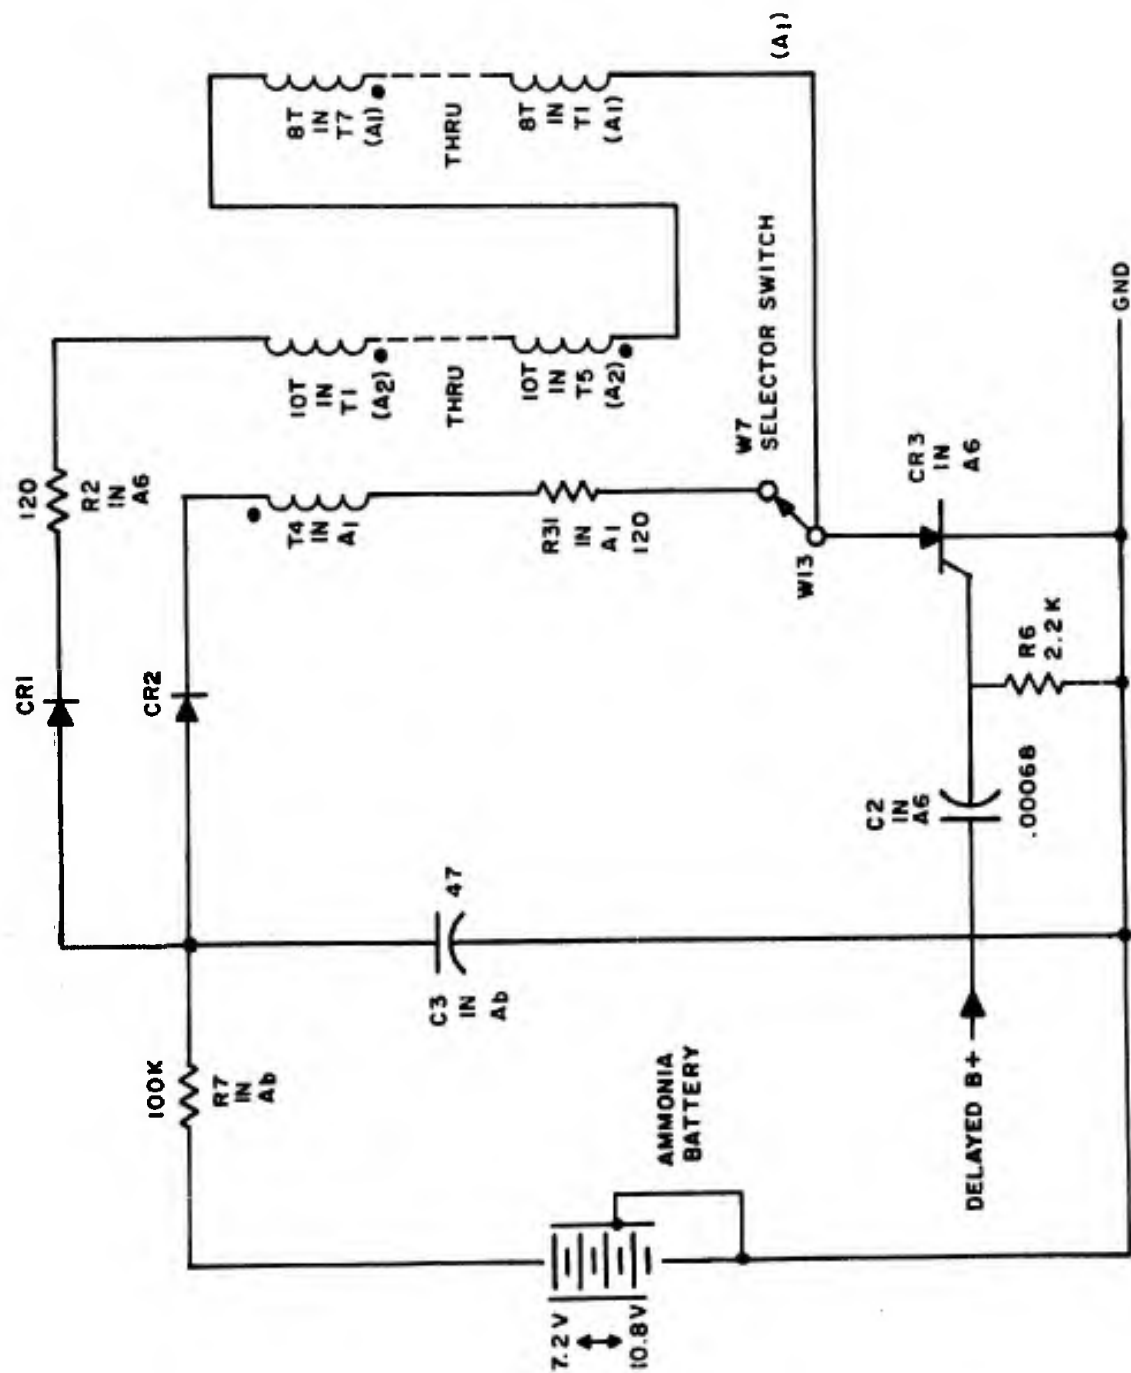 (A1)
8T
IN
T7
(A1)
THRU
8T
IN
T1
(A1)
10T
IN
T1
(A2)
THRU
10T
IN
T5
(A2)
W7
SELECTOR SWITCH
120
R2
IN
A6
T4
IN
A1
R31
IN
A1
120
W13
CR3
IN
A6
GND
CR1
CR2
R6
2.2K
C2
IN
A6
.00068
47
C3
IN
Ab
100K
R7
IN
Ab
AMMONIA
BATTERY
DELAYED B+
7.2V
10.8V